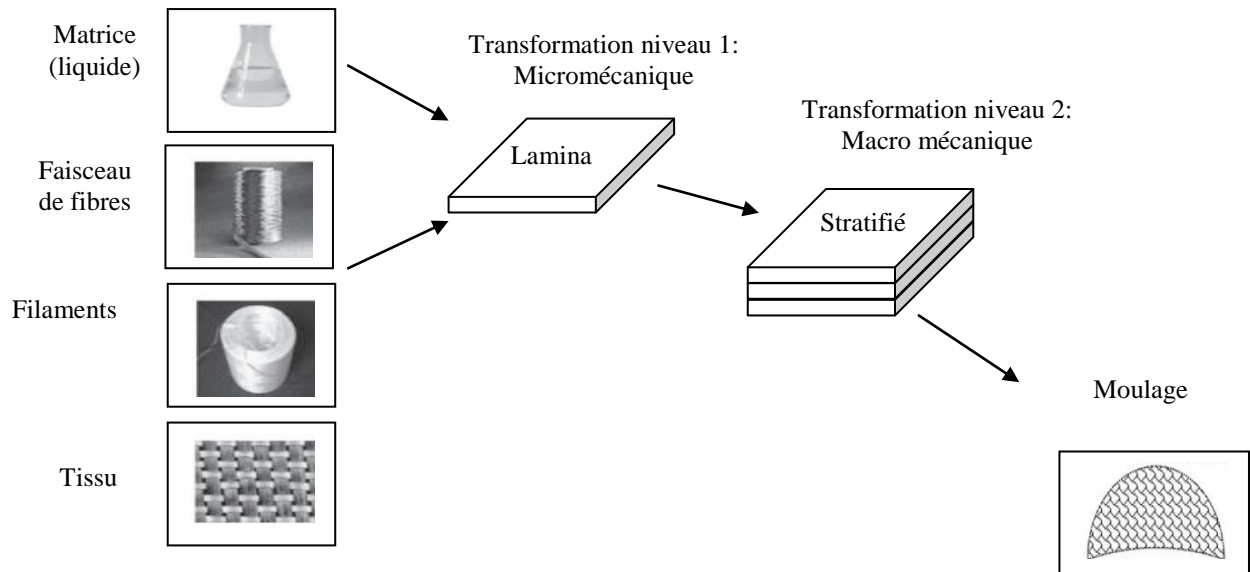 Matrice
(liquide)
Transformation niveau 1:
Micromécanique
Transformation niveau 2:
Macro mécanique
Faisceau
de fibres
Lamina
Stratifié
Filaments
Moulage
Tissu